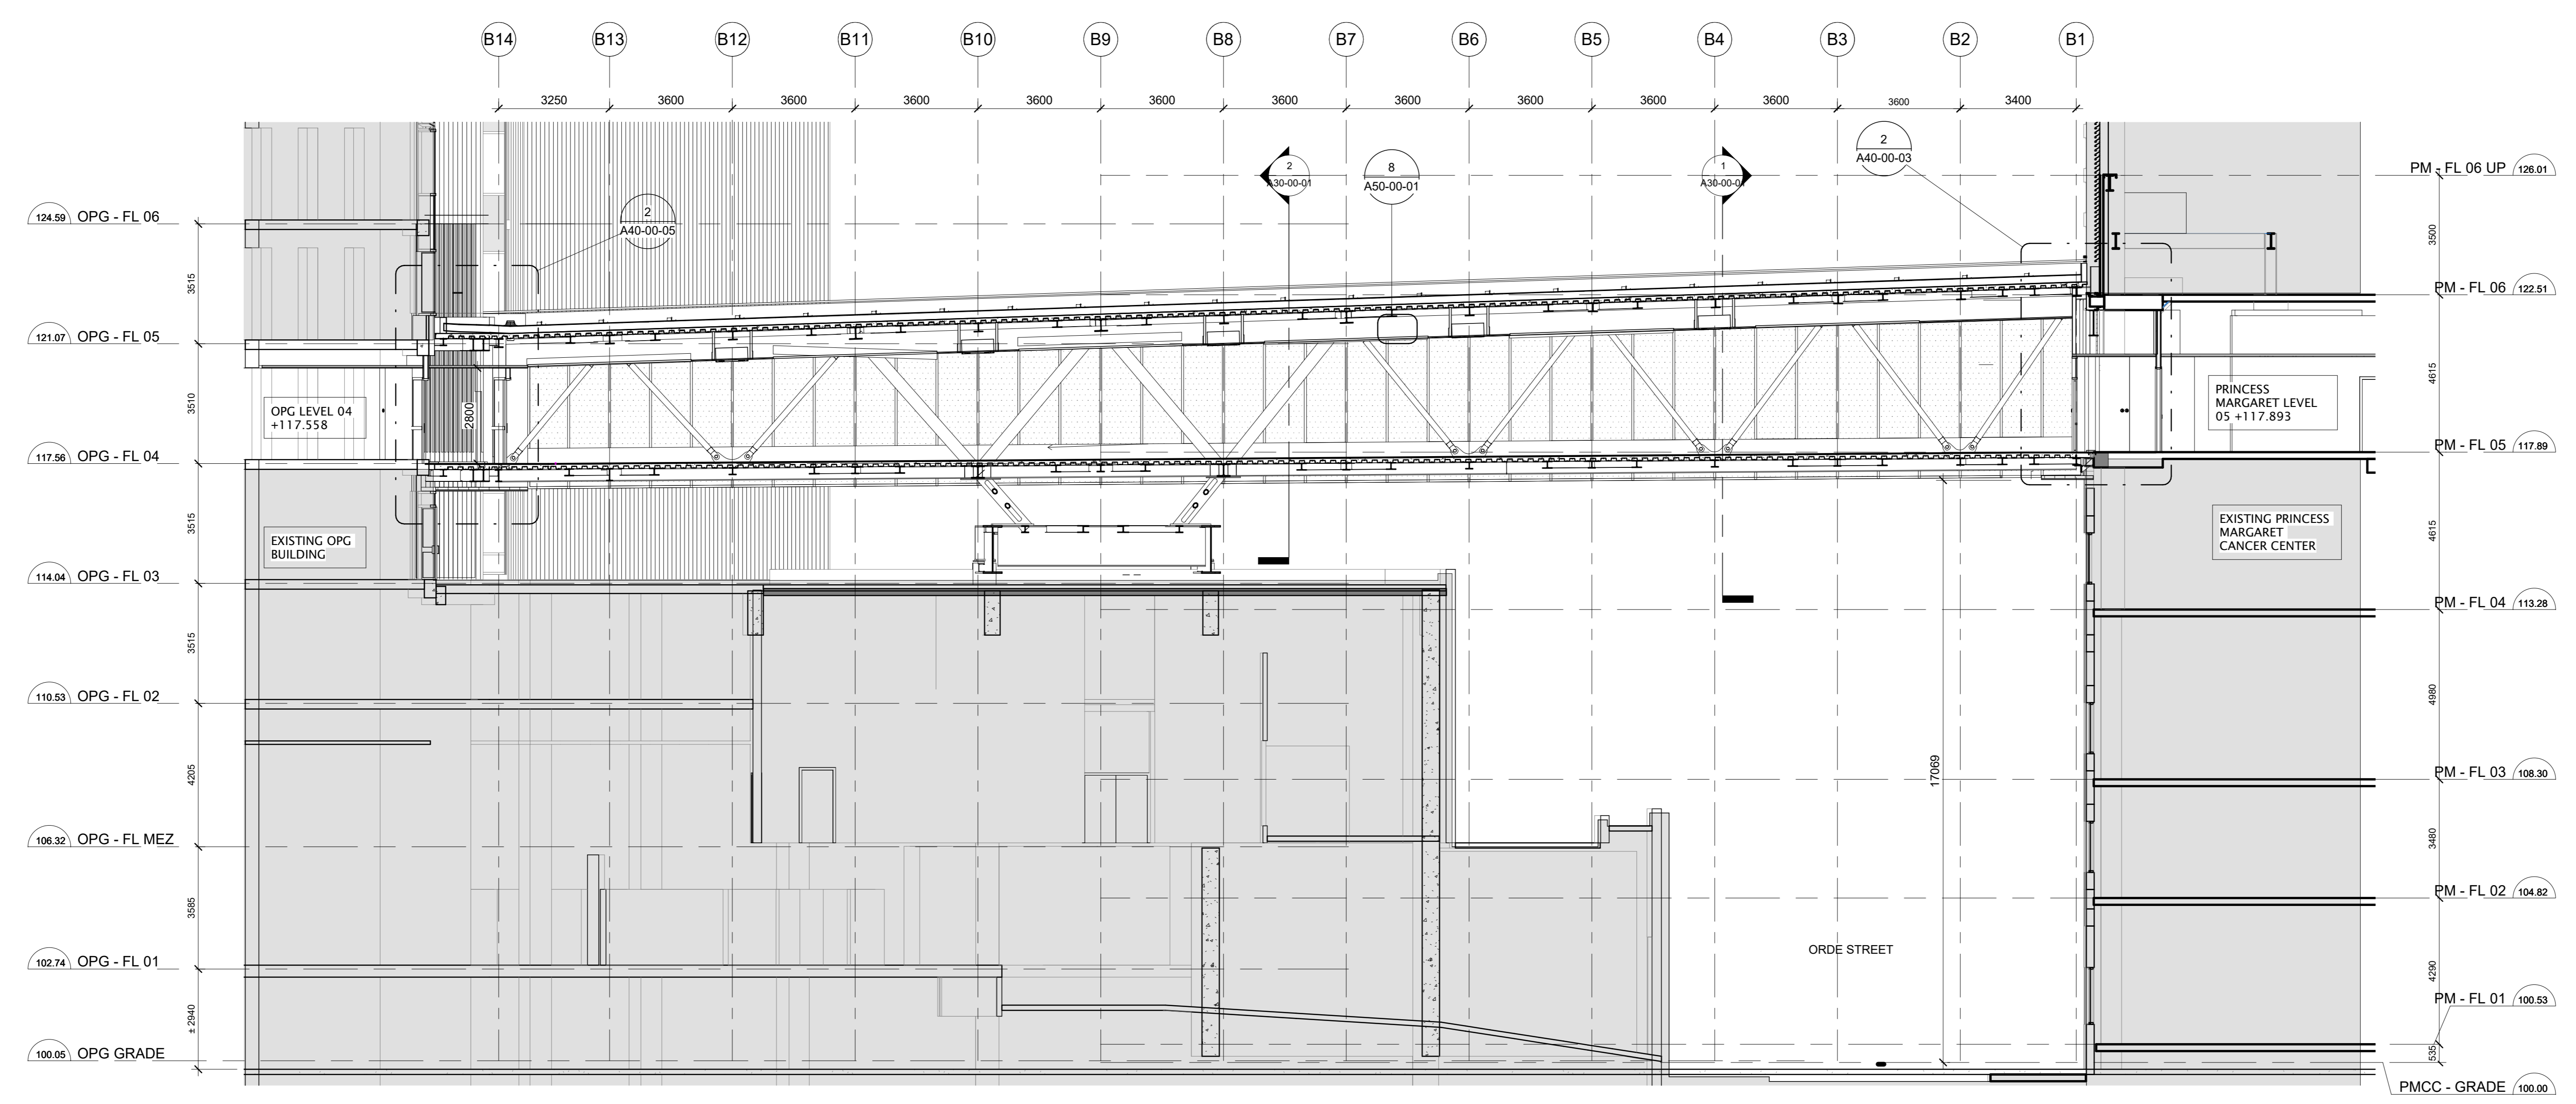 B14 B13 B12 B11 B10 B9 B8 B7 B6 B5 B4 B3 B2 B1
3250 3600 3600 3600 3600 3600 3600 3600 3600 3600 3600 3600 3400
2
A30-00-01
8
A50-00-01
1
A30-00-01
2
A40-00-03
2
A40-00-05
124.59 OPG - FL 06
3515
121.07 OPG - FL 05
3510
117.56 OPG - FL 04
3515
114.04 OPG - FL 03
3515
110.53 OPG - FL 02
4205
106.32 OPG - FL MEZ
3585
102.74 OPG - FL 01
± 2940
100.05 OPG GRADE
OPG LEVEL 04
+117.558
2800
EXISTING OPG
BUILDING
17069
ORDE STREET
PRINCESS
MARGARET LEVEL
05 +117.893
EXISTING PRINCESS
MARGARET
CANCER CENTER
PM - FL 06 UP 126.01
3500
PM - FL 06 122.51
4615
PM - FL 05 117.89
4615
PM - FL 04 113.28
4980
PM - FL 03 108.30
3480
PM - FL 02 104.82
4290
PM - FL 01 100.53
535
PMCC - GRADE 100.00